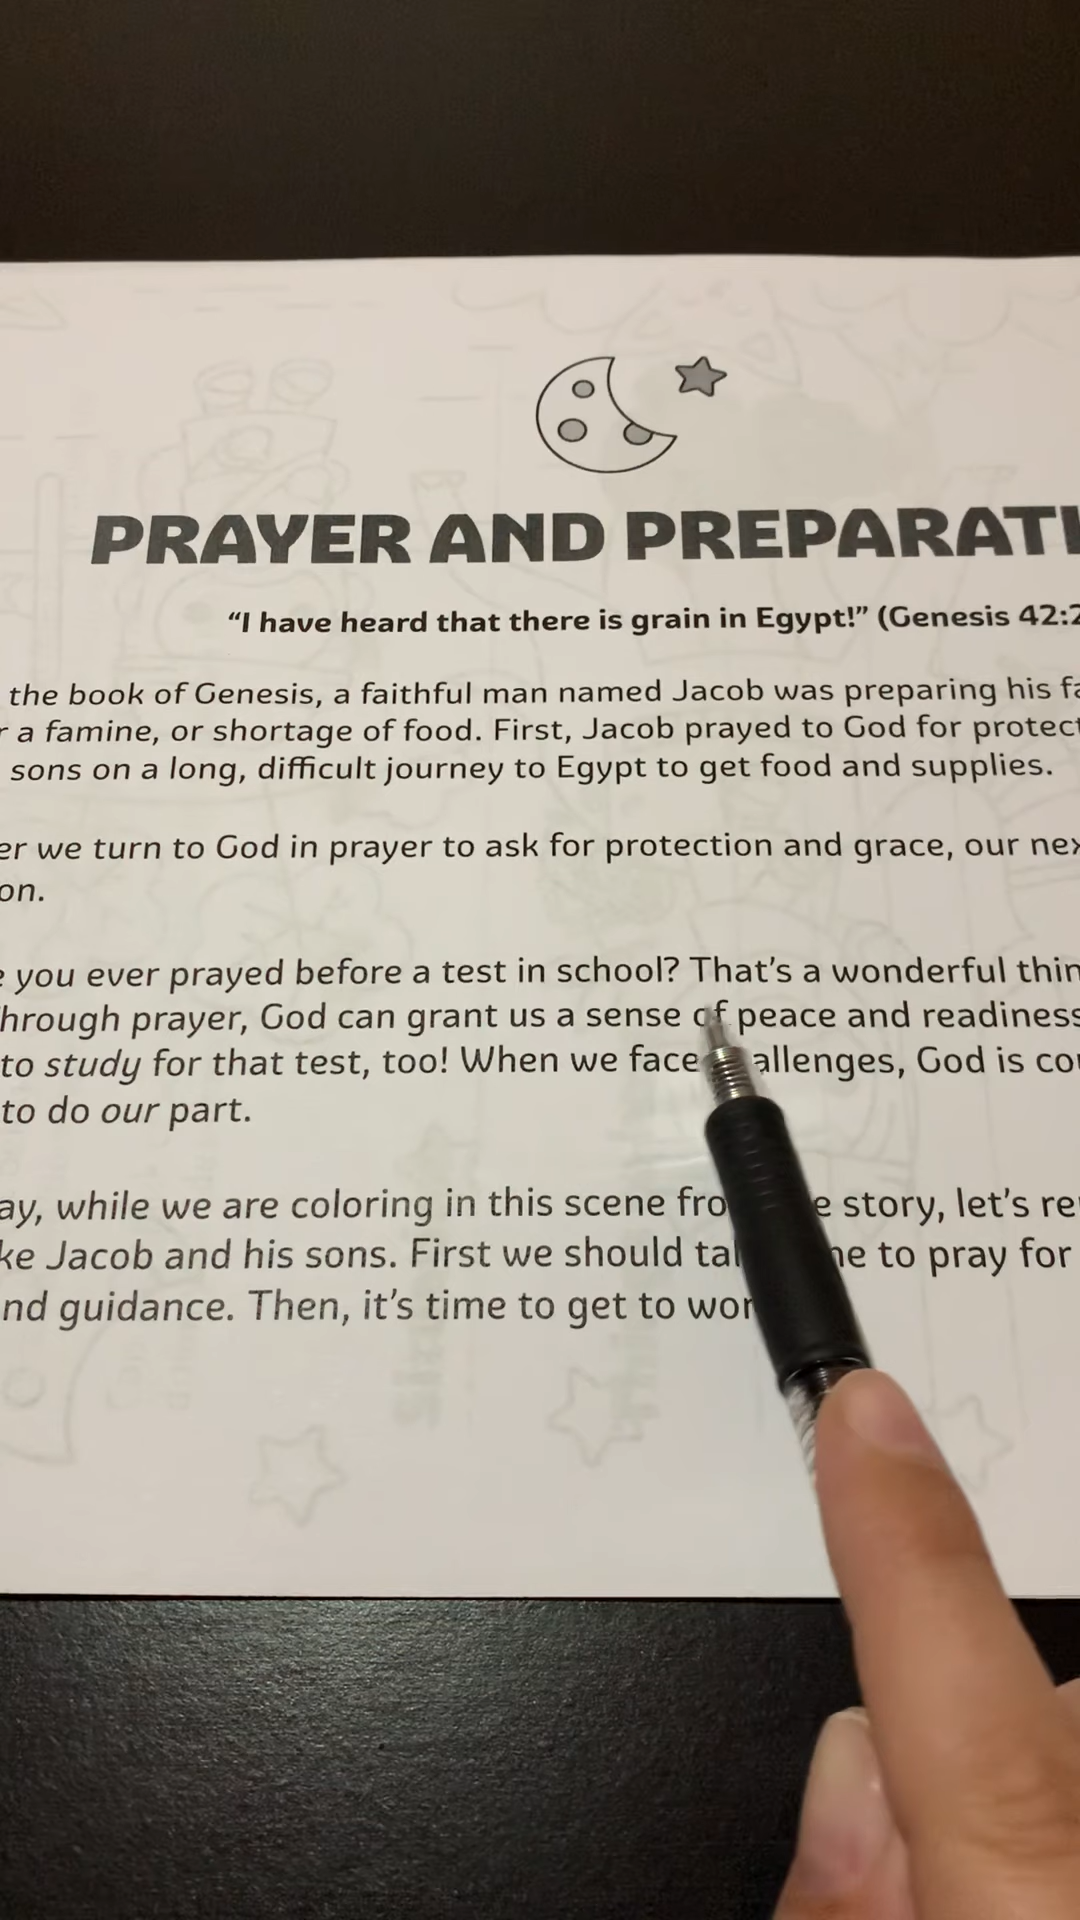 PRAYER AND PREPARATI
“I have heard that there is grain in Egypt!” (Genesis 42:2
the book of Genesis, a faithful man named Jacob was preparing his fa
r a famine, or shortage of food. First, Jacob prayed to God for protect
sons on a long, difficult journey to Egypt to get food and supplies.
er we turn to God in prayer to ask for protection and grace, our nex
on.
e you ever prayed before a test in school? That’s a wonderful thin
hrough prayer, God can grant us a sense of peace and readiness
to study for that test, too! When we face allenges, God is co
to do our part.
ay, while we are coloring in this scene fro e story, let’s re
ke Jacob and his sons. First we should ta e to pray for
nd guidance. Then, it’s time to get to wor